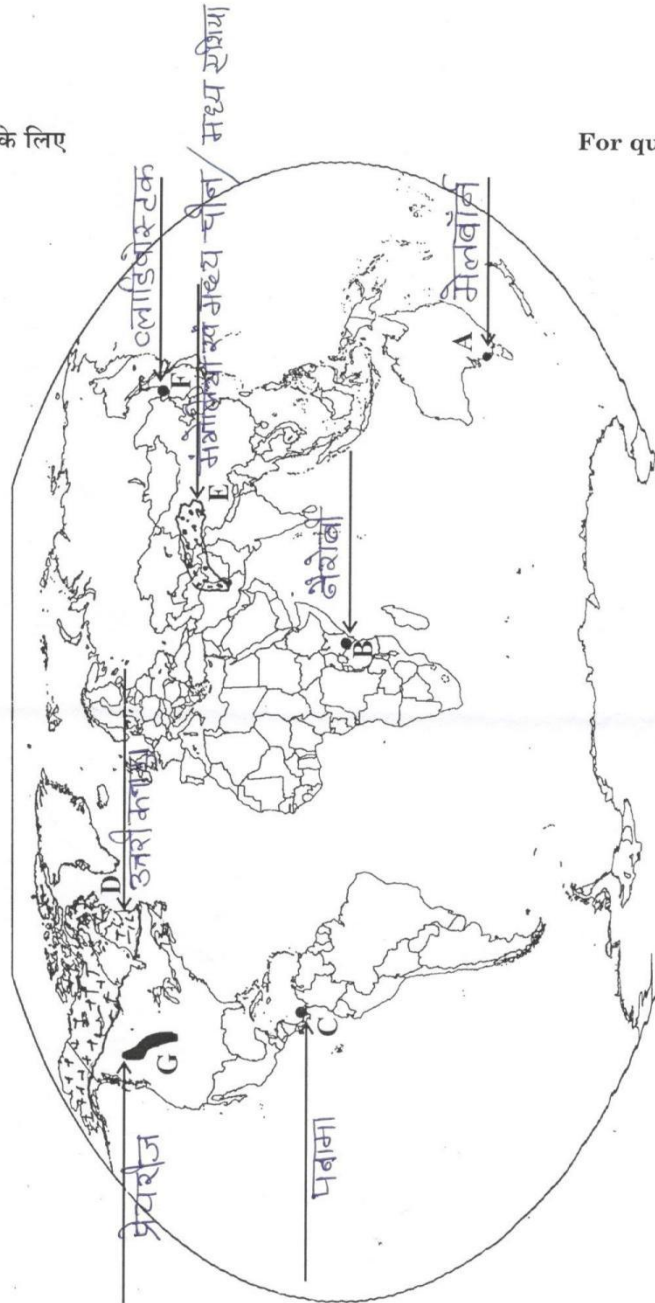 के लिए
For qu
व्लाडिवास्टक
F
मध्य चीन / मध्य एशिया
E
मेलबॉर्न
A
नैरोबी
B
D
उत्तरी कनाडा
G
प्रेयरीज
पनामा
C